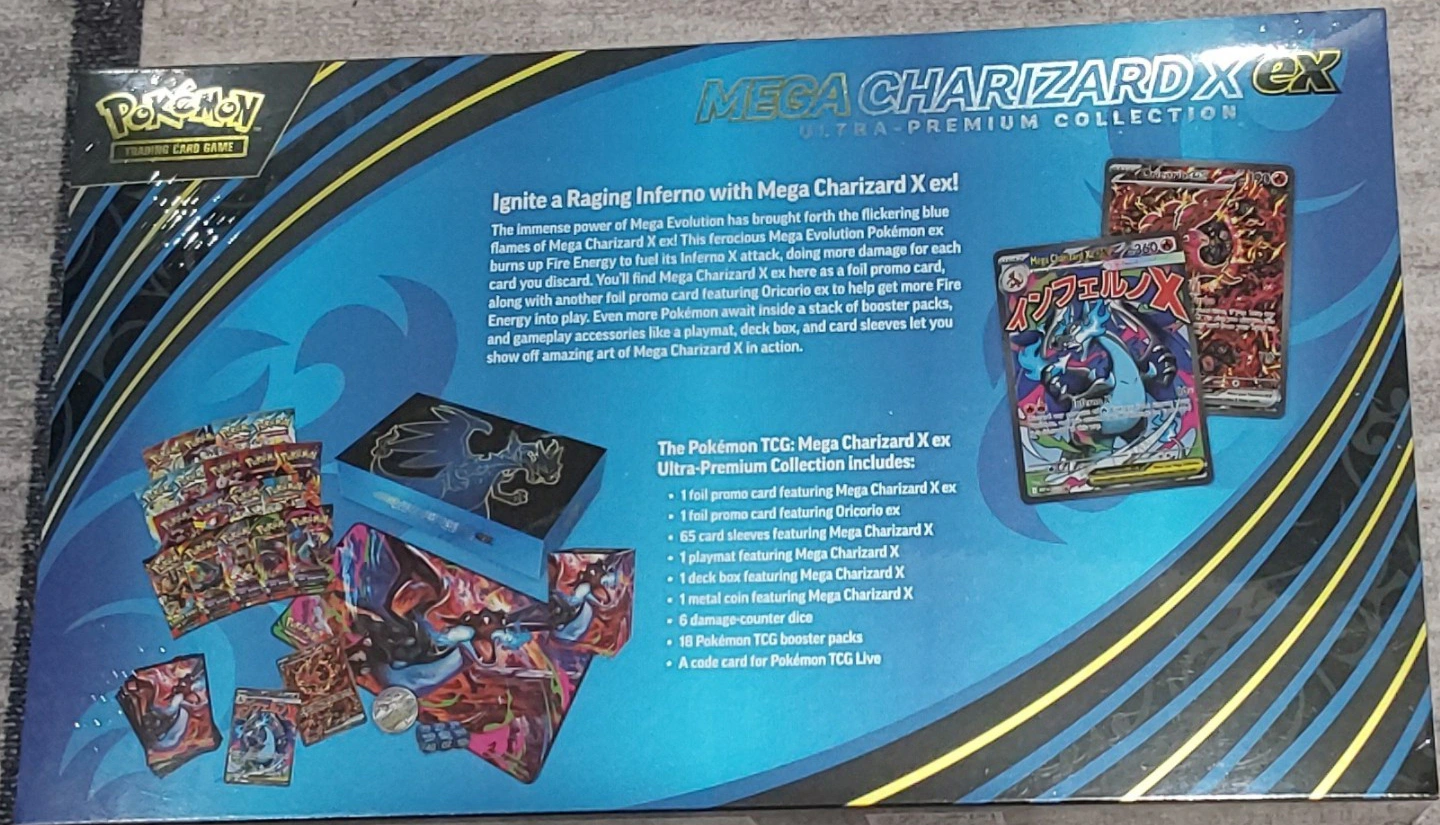 POKéMON
TRADING CARD GAME
MEGA CHARIZARD X ex
ULTRA-PREMIUM COLLECTION
Ignite a Raging Inferno with Mega Charizard X ex!
The immense power of Mega Evolution has brought forth the flickering blue
flames of Mega Charizard X ex! This ferocious Mega Evolution Pokémon ex
burns up Fire Energy to fuel its Inferno X attack, doing more damage for each
card you discard. You'll find Mega Charizard X ex here as a foil promo card,
along with another foil promo card featuring Oricorio ex to help get more Fire
Energy into play. Even more Pokémon await inside a stack of booster packs,
and gameplay accessories like a playmat, deck box, and card sleeves let you
show off amazing art of Mega Charizard X in action.
Mega Charizard X 360
インフェルノX
Inferno X
The Pokémon TCG: Mega Charizard X ex
Ultra-Premium Collection includes:
• 1 foil promo card featuring Mega Charizard X ex
• 1 foil promo card featuring Oricorio ex
• 65 card sleeves featuring Mega Charizard X
• 1 playmat featuring Mega Charizard X
• 1 deck box featuring Mega Charizard X
• 1 metal coin featuring Mega Charizard X
• 6 damage-counter dice
• 18 Pokémon TCG booster packs
• A code card for Pokémon TCG Live